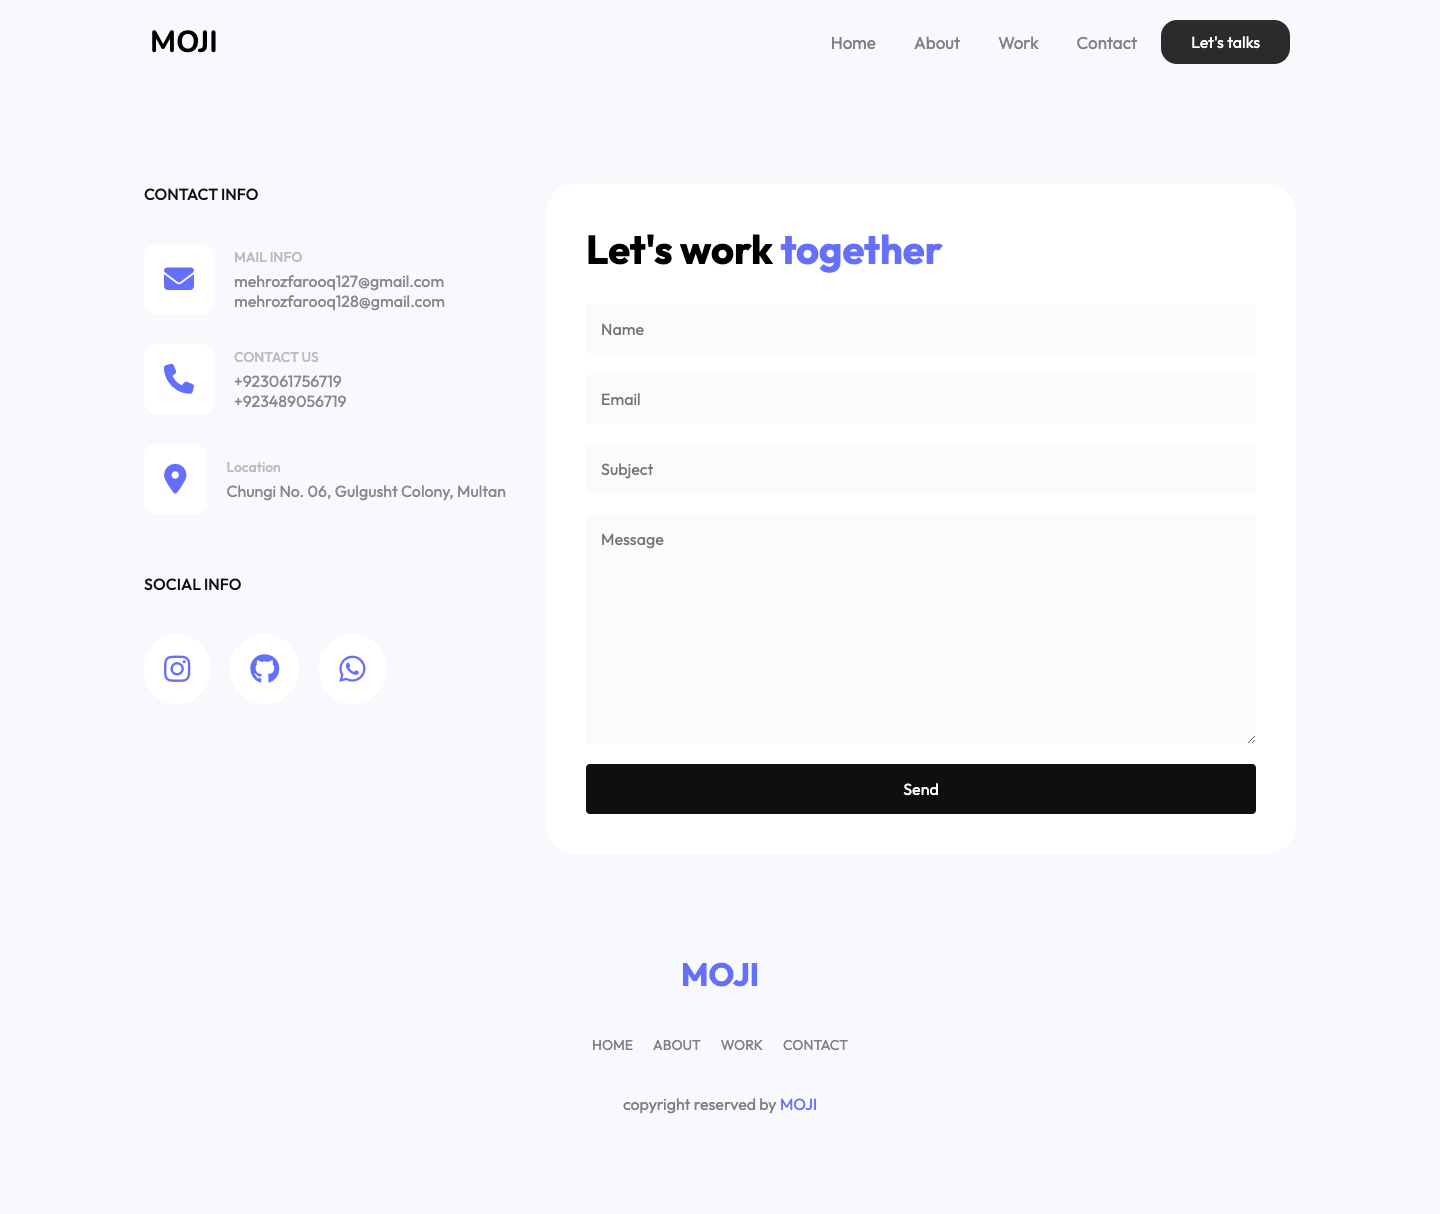 MOJI
Home About Work Contact Let's talks
CONTACT INFO
MAIL INFO
mehrozfarooq127@gmail.com
mehrozfarooq128@gmail.com
CONTACT US
+923061756719
+923489056719
Location
Chungi No. 06, Gulgusht Colony, Multan
SOCIAL INFO
Let's work together
Name
Email
Subject
Message
Send
MOJI
HOME ABOUT WORK CONTACT
copyright reserved by MOJI